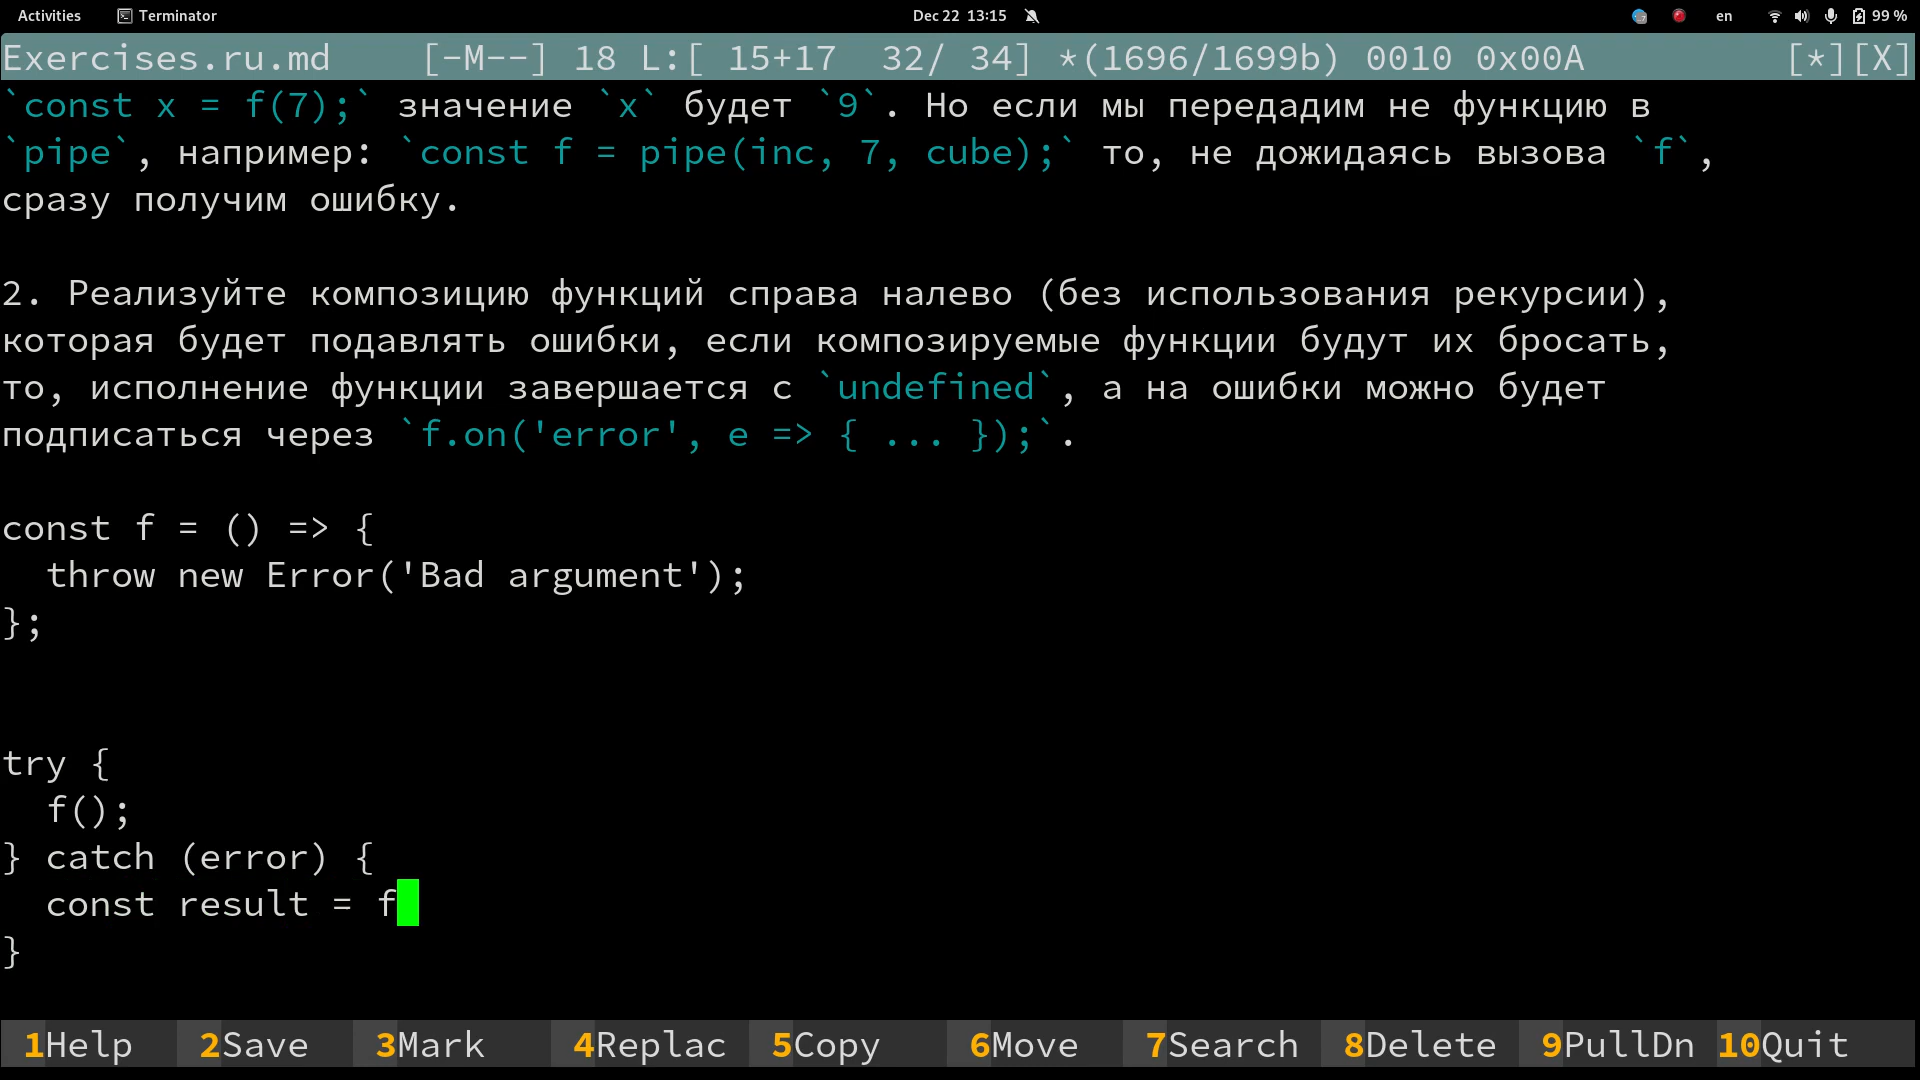 Activities Terminator Dec 22 13:15 en 99 %
Exercises.ru.md [-M--] 18 L:[ 15+17 32/ 34] *(1696/1699b) 0010 0x00A [*][X]
`const x = f(7);` значение `x` будет `9`. Но если мы передадим не функцию в
`pipe`, например: `const f = pipe(inc, 7, cube);` то, не дожидаясь вызова `f`,
сразу получим ошибку.
2. Реализуйте композицию функций справа налево (без использования рекурсии),
которая будет подавлять ошибки, если композируемые функции будут их бросать,
то, исполнение функции завершается с `undefined`, а на ошибки можно будет
подписаться через `f.on('error', e => { ... });`.
const f = () => {
  throw new Error('Bad argument');
};
try {
  f();
} catch (error) {
  const result = f
}
1Help 2Save 3Mark 4Replac 5Copy 6Move 7Search 8Delete 9PullDn 10Quit